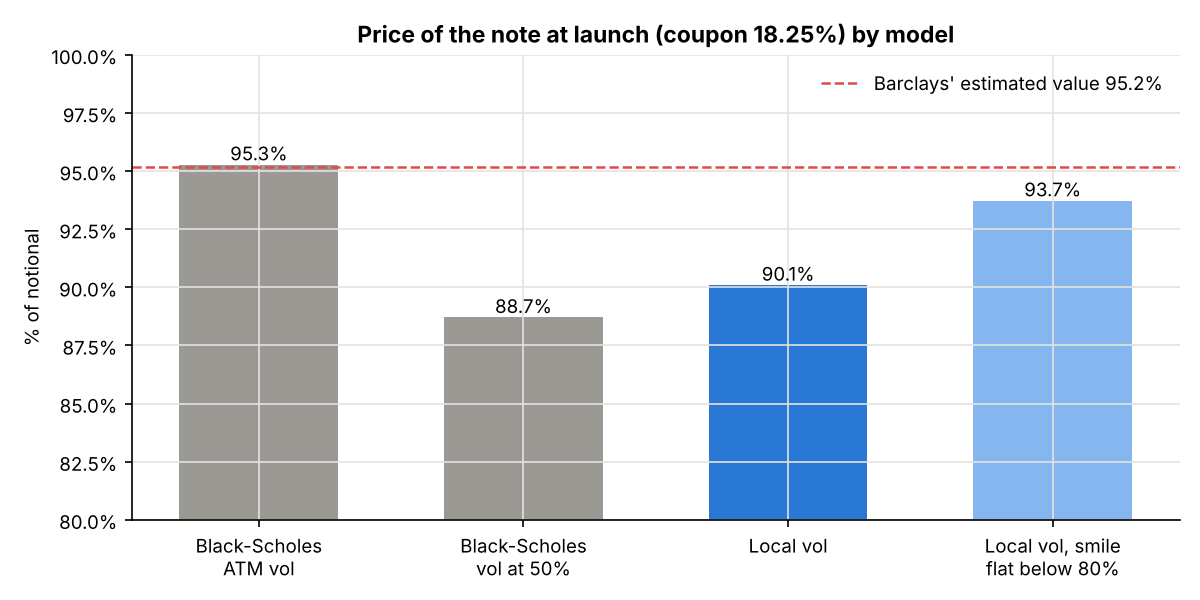 Price of the note at launch (coupon 18.25%) by model
Barclays' estimated value 95.2%
% of notional
100.0%
97.5%
95.0%
92.5%
90.0%
87.5%
85.0%
82.5%
80.0%
95.3%
88.7%
90.1%
93.7%
Black-Scholes
ATM vol
Black-Scholes
vol at 50%
Local vol
Local vol, smile
flat below 80%